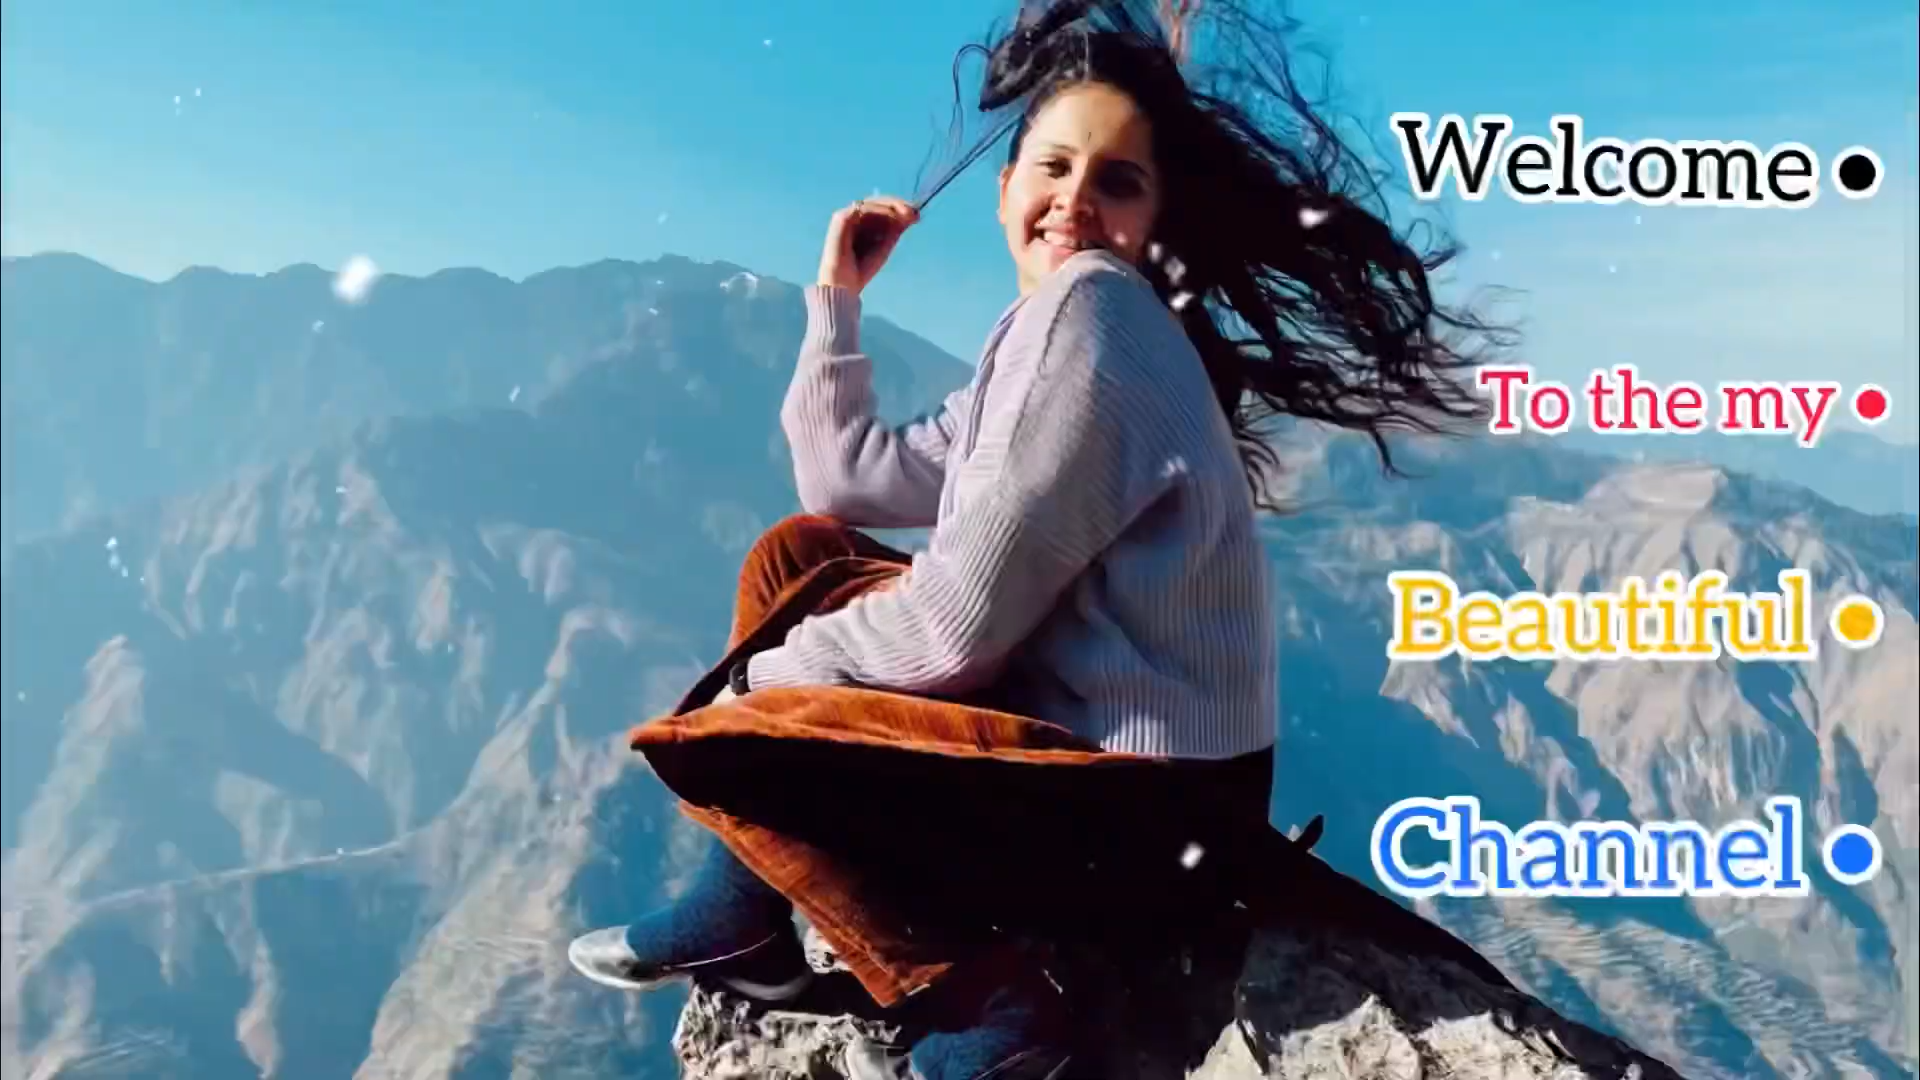 Welcome •
To the my •
Beautiful •
Channel •